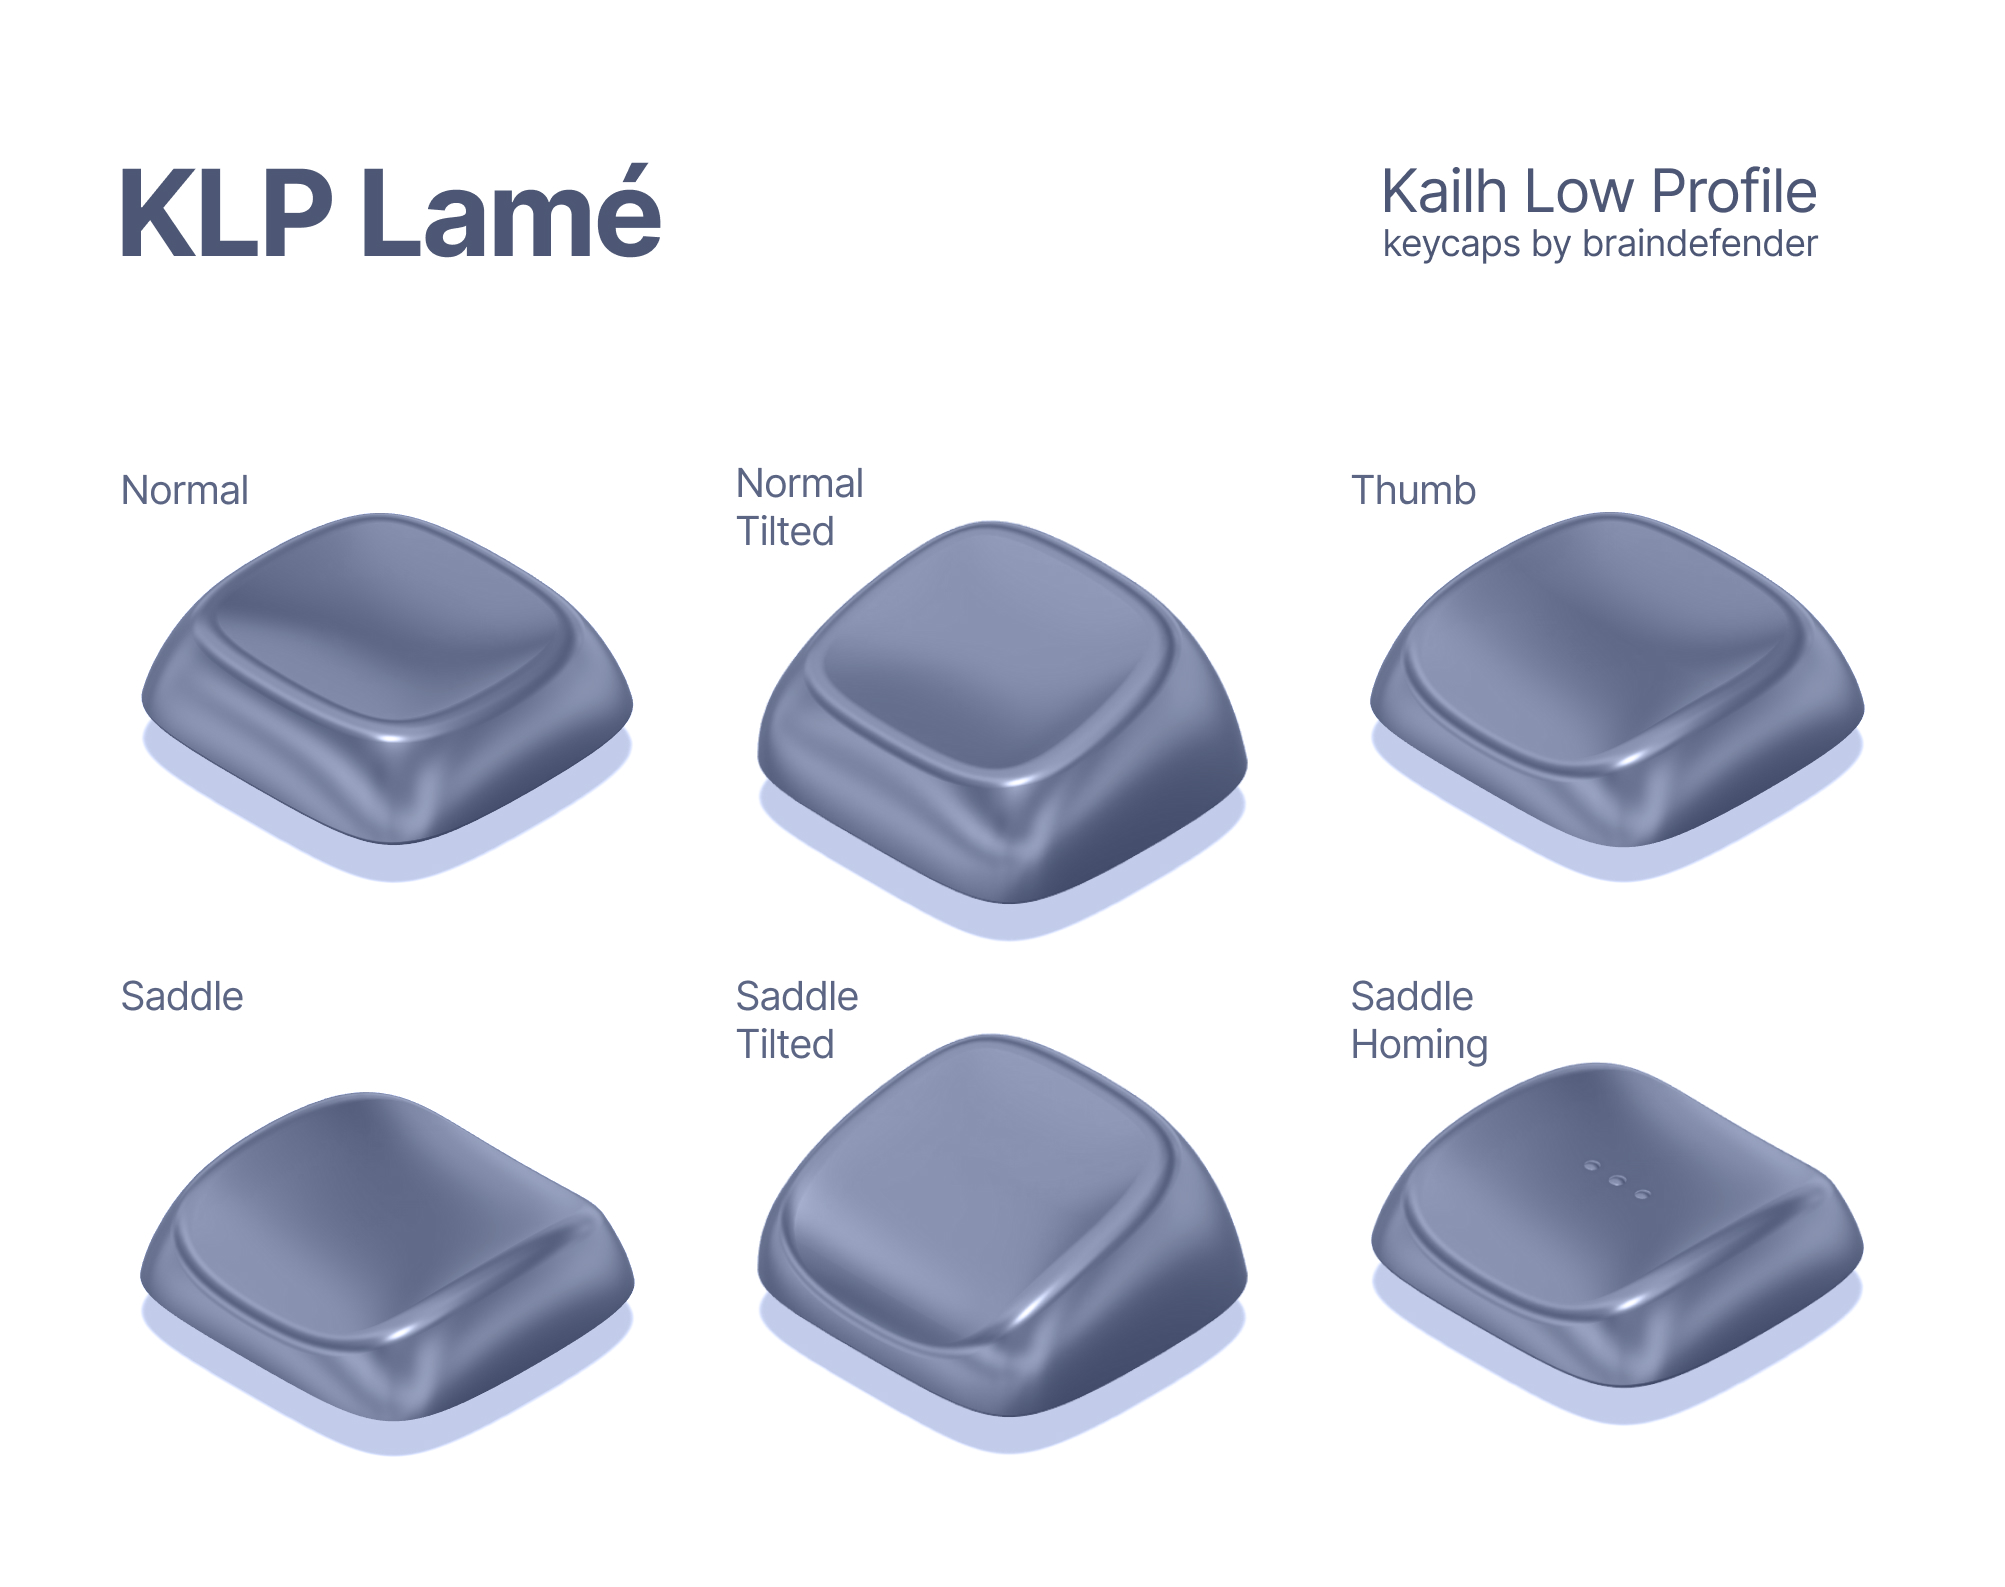 KLP Lamé
Kailh Low Profile
keycaps by braindefender
Normal
Normal
Tilted
Thumb
Saddle
Saddle
Tilted
Saddle
Homing